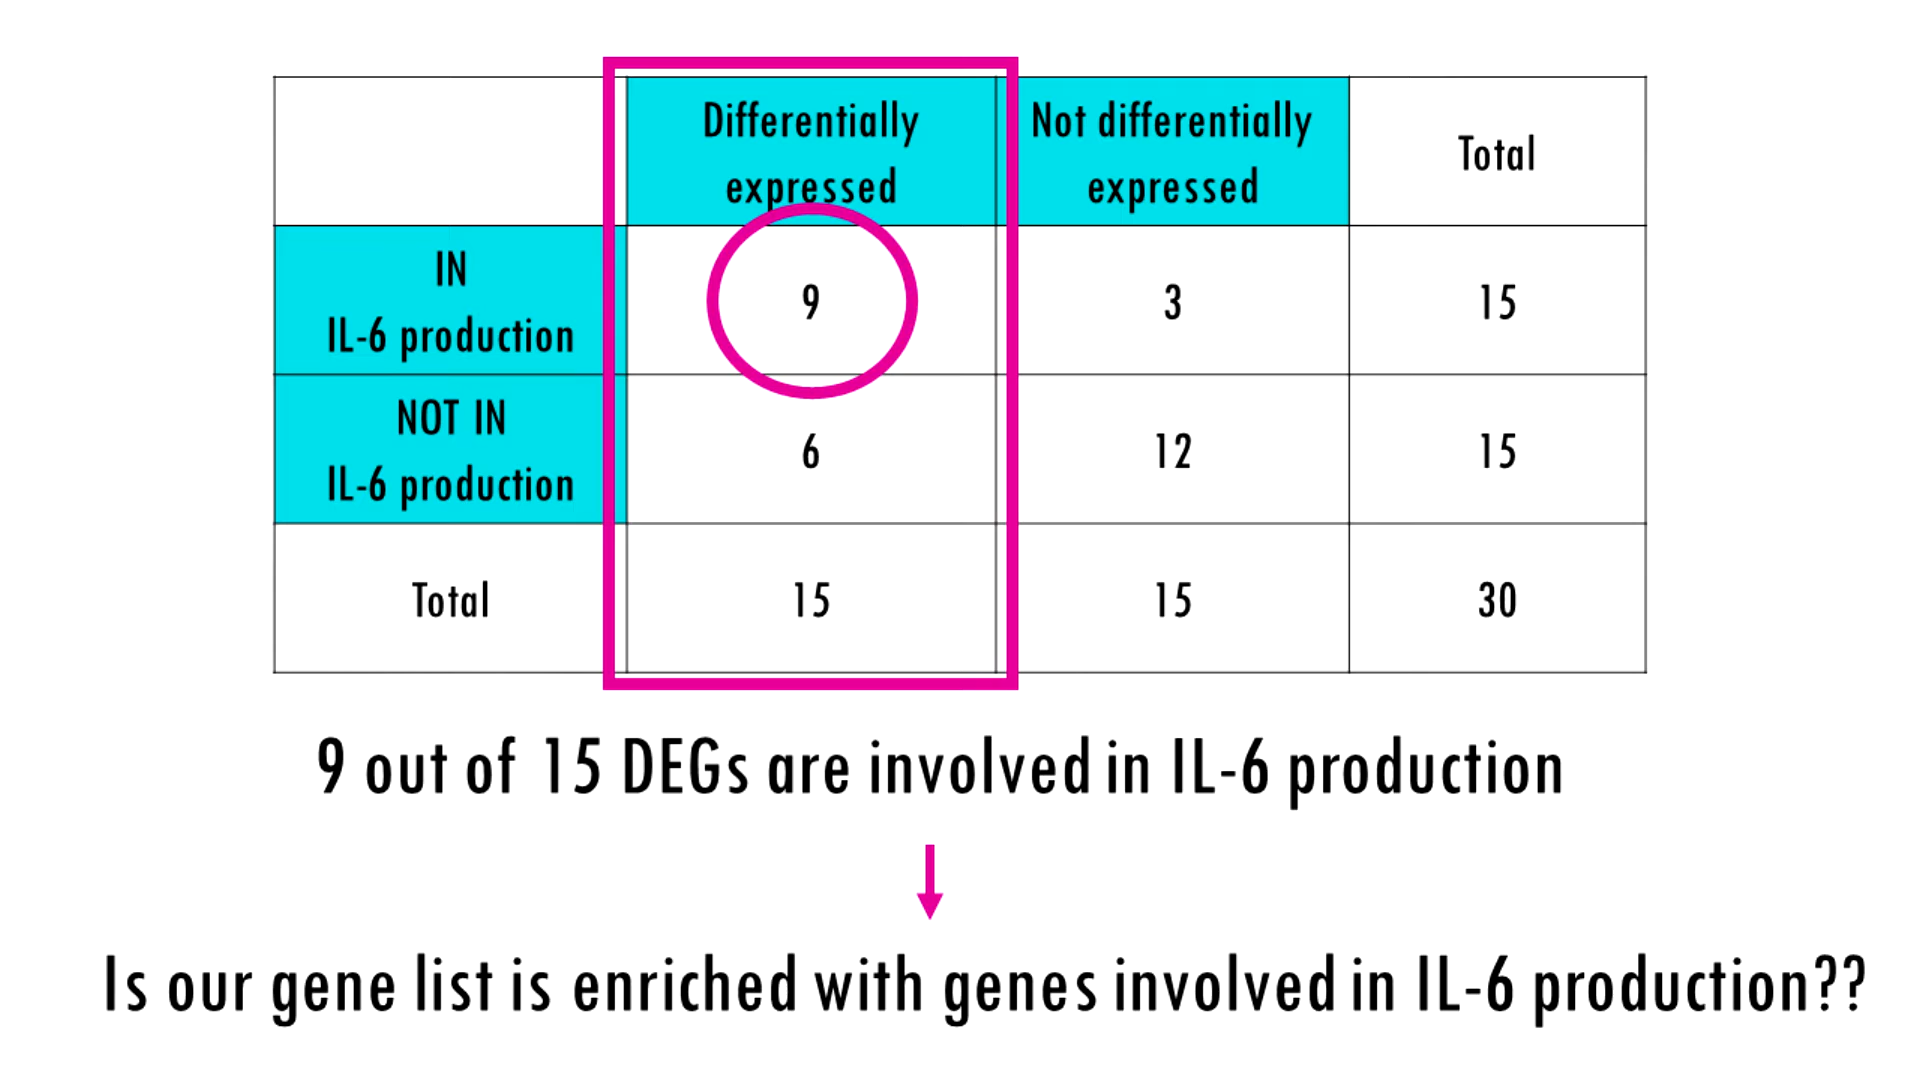 Differentially
expressed
Not differentially
expressed
Total
IN
IL-6 production
9
3
15
NOT IN
IL-6 production
6
12
15
Total
15
15
30
9 out of 15 DEGs are involved in IL-6 production
Is our gene list is enriched with genes involved in IL-6 production??